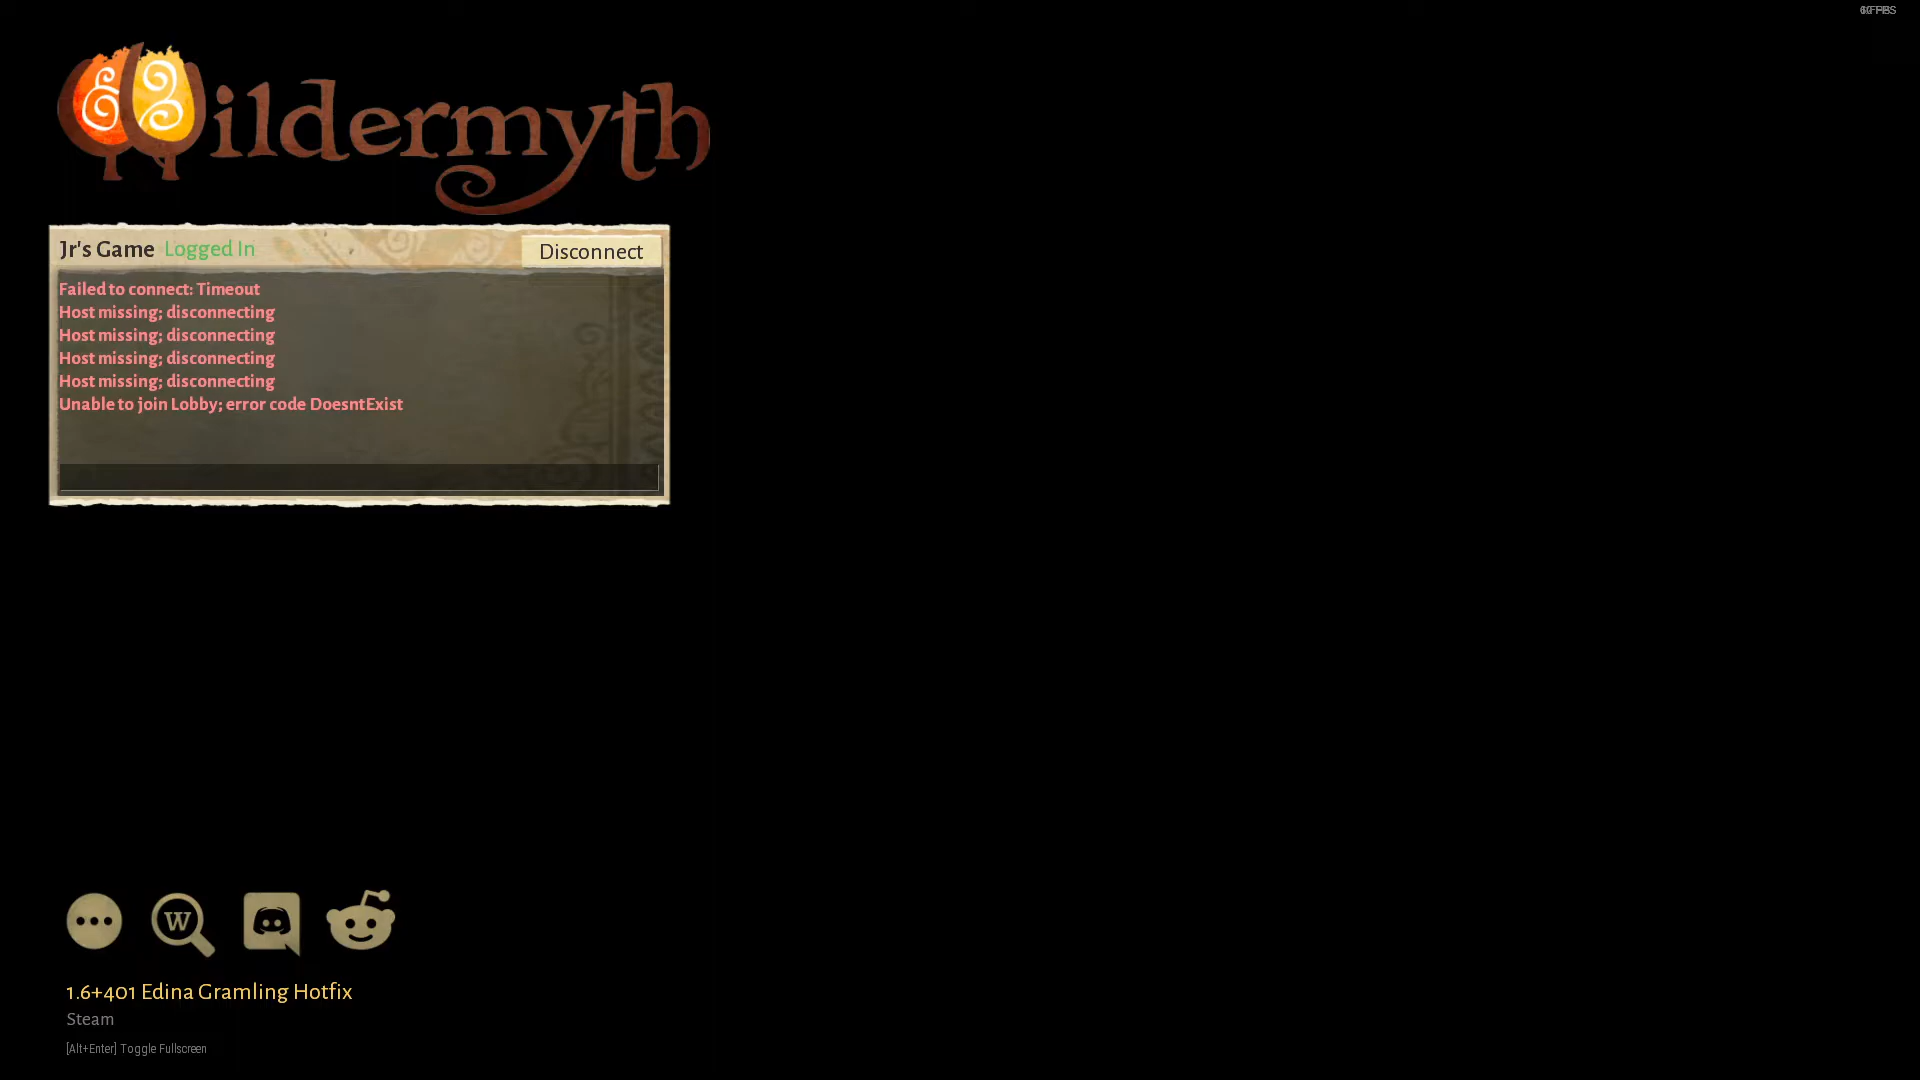 Wildermyth
Jr's Game Logged In Disconnect
Failed to connect: Timeout
Host missing; disconnecting
Host missing; disconnecting
Host missing; disconnecting
Host missing; disconnecting
Unable to join Lobby; error code DoesntExist
W
1.6+401 Edina Gramling Hotfix
Steam
[Alt+Enter] Toggle Fullscreen